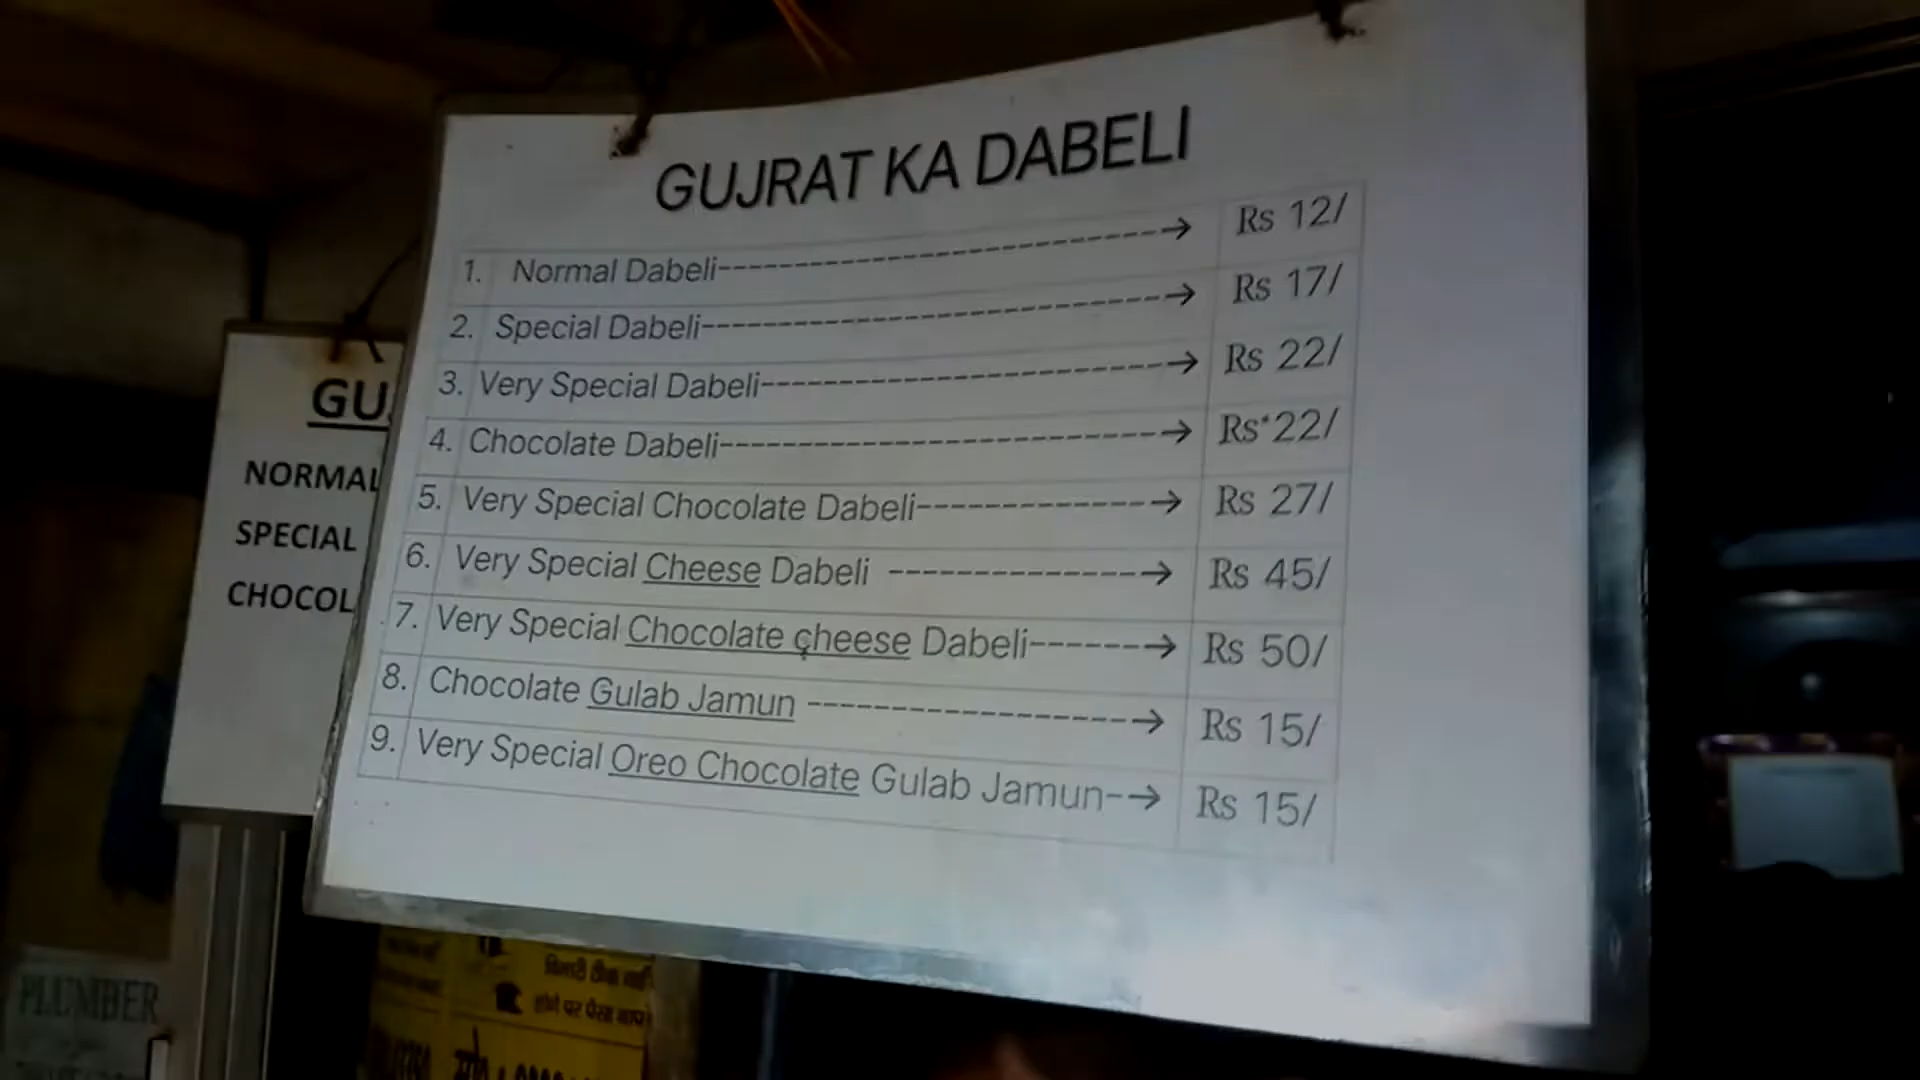 GUJRAT KA DABELI
1. Normal Dabeli----------------------------------→ Rs 12/
2. Special Dabeli----------------------------------→ Rs 17/
3. Very Special Dabeli------------------------------→ Rs 22/
4. Chocolate Dabeli--------------------------------→ Rs 22/
5. Very Special Chocolate Dabeli-----------------→ Rs 27/
6. Very Special Cheese Dabeli -----------------→ Rs 45/
7. Very Special Chocolate cheese Dabeli-------→ Rs 50/
8. Chocolate Gulab Jamun -----------------------→ Rs 15/
9. Very Special Oreo Chocolate Gulab Jamun--→ Rs 15/
GU
NORMAL
SPECIAL
CHOCOL
PLUMBER